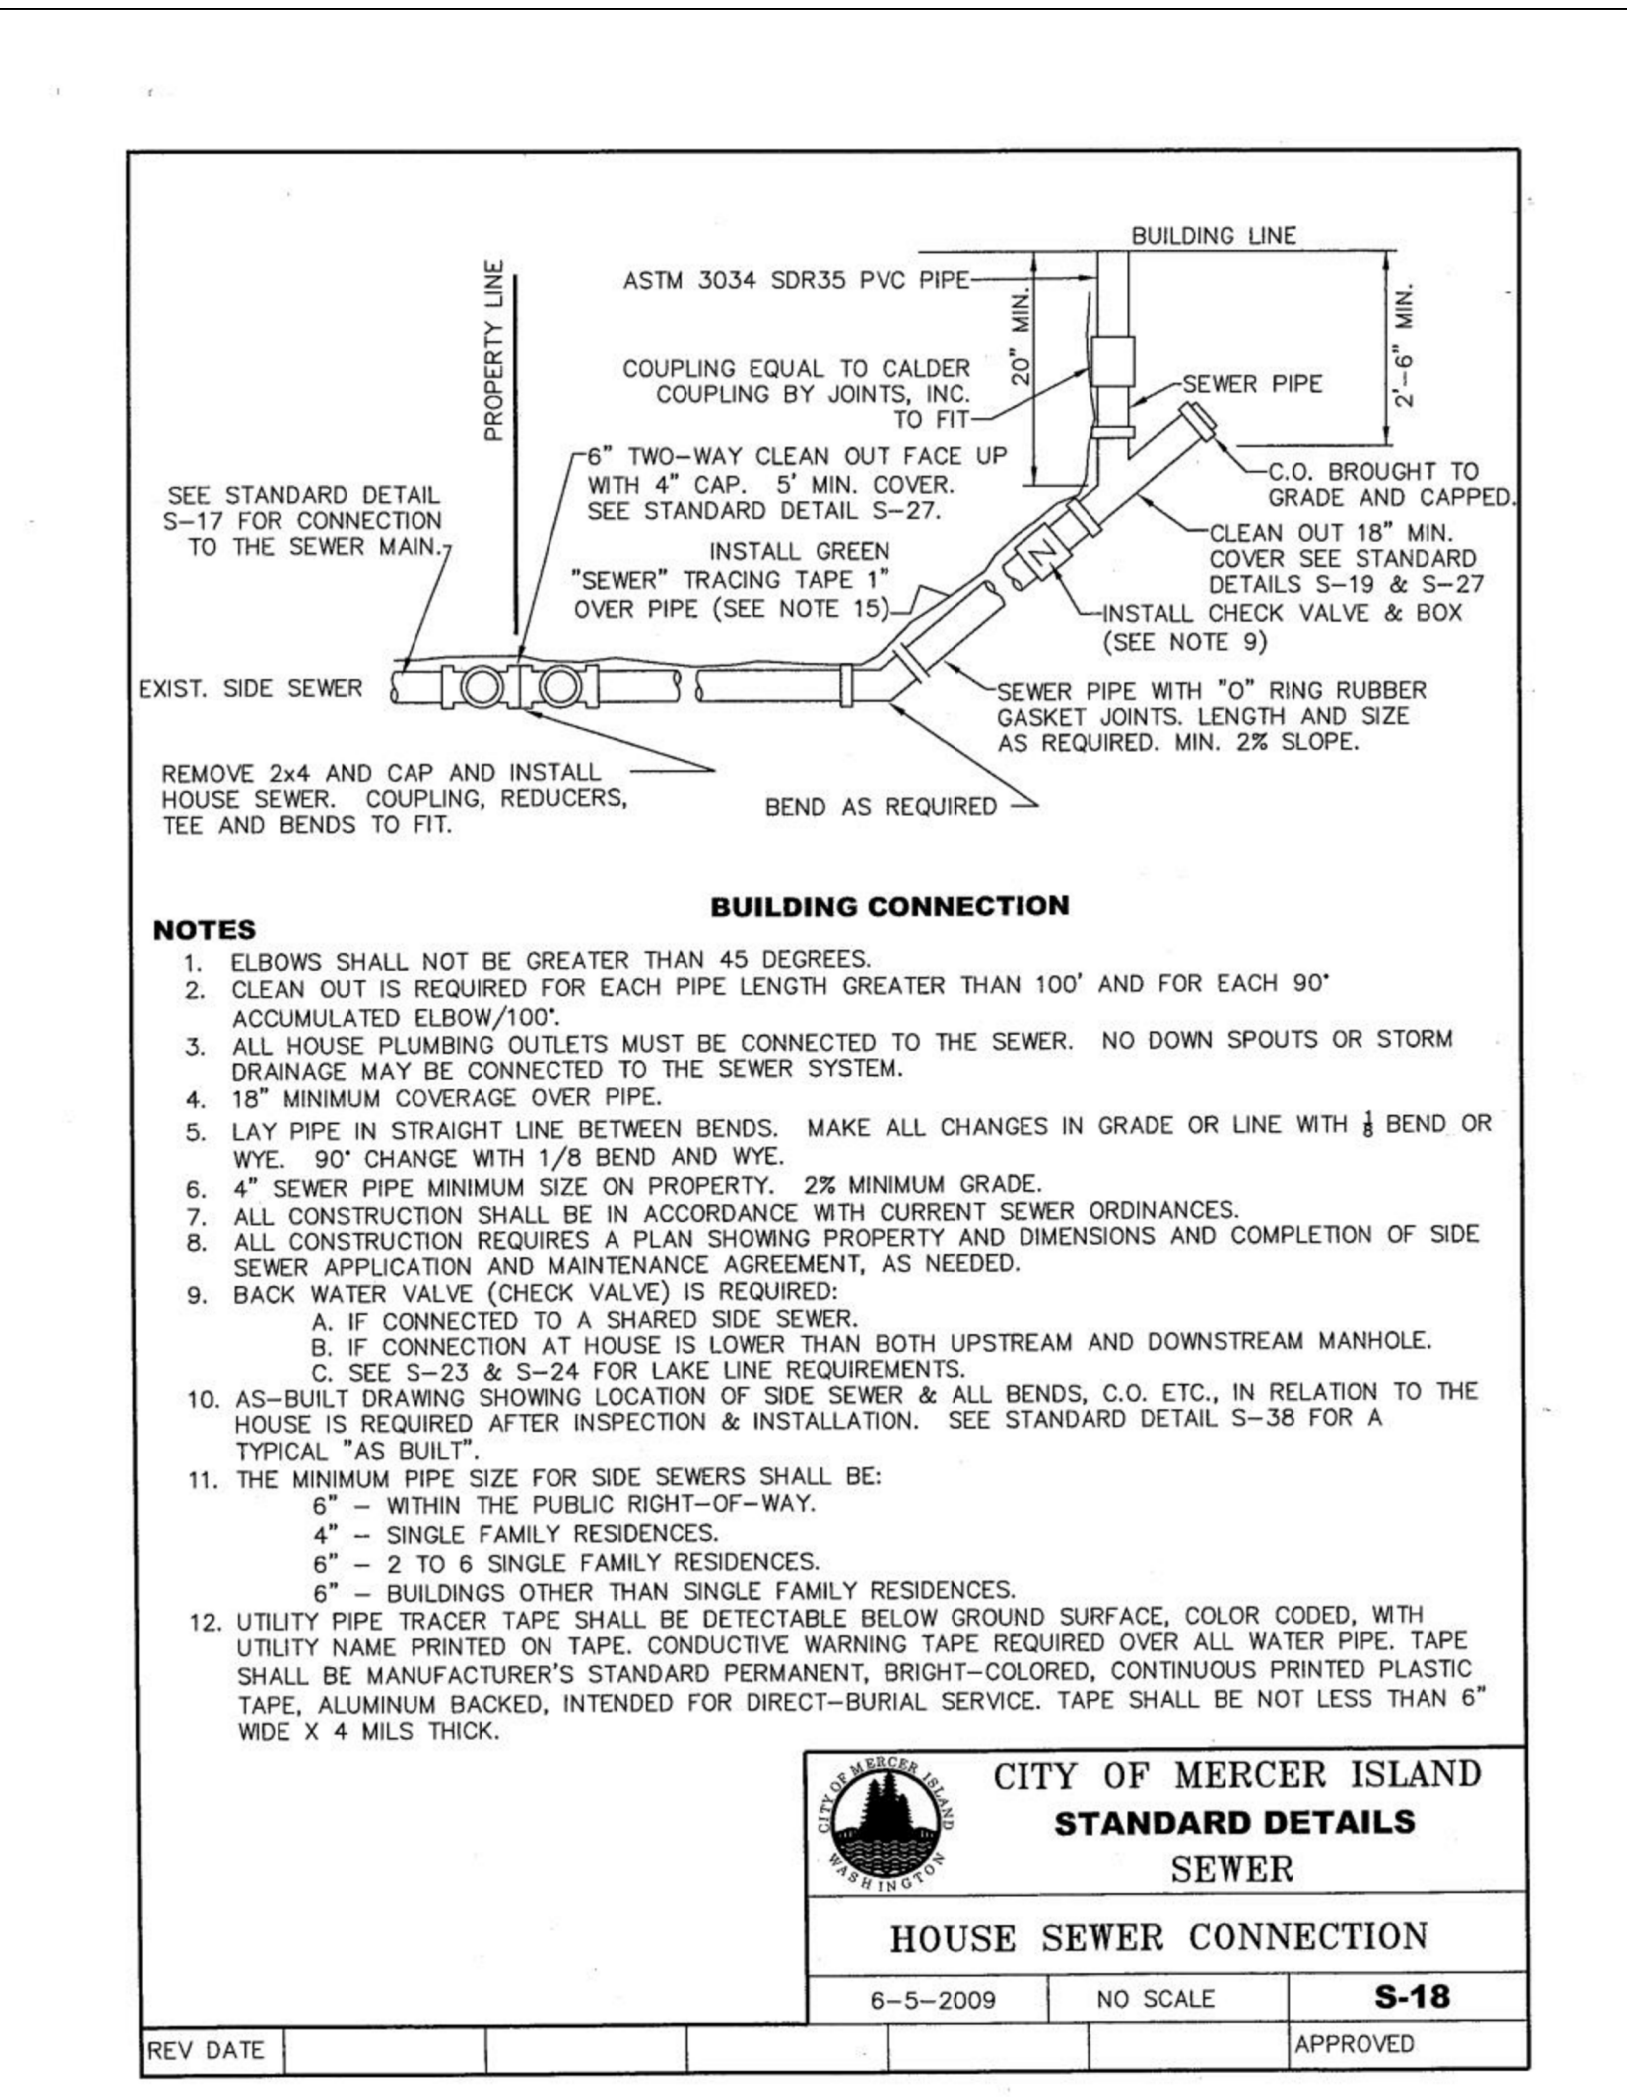 BUILDING LINE
PROPERTY LINE
ASTM 3034 SDR35 PVC PIPE
20" MIN.
2'-6" MIN.
COUPLING EQUAL TO CALDER
COUPLING BY JOINTS, INC.
TO FIT
SEWER PIPE
6" TWO-WAY CLEAN OUT FACE UP
WITH 4" CAP. 5' MIN. COVER.
SEE STANDARD DETAIL S-27.
C.O. BROUGHT TO
GRADE AND CAPPED.
SEE STANDARD DETAIL
S-17 FOR CONNECTION
TO THE SEWER MAIN.
CLEAN OUT 18" MIN.
COVER SEE STANDARD
DETAILS S-19 & S-27
INSTALL GREEN
"SEWER" TRACING TAPE 1"
OVER PIPE (SEE NOTE 15)
N
INSTALL CHECK VALVE & BOX
(SEE NOTE 9)
EXIST. SIDE SEWER
SEWER PIPE WITH "O" RING RUBBER
GASKET JOINTS. LENGTH AND SIZE
AS REQUIRED. MIN. 2% SLOPE.
REMOVE 2x4 AND CAP AND INSTALL
HOUSE SEWER. COUPLING, REDUCERS,
TEE AND BENDS TO FIT.
BEND AS REQUIRED
BUILDING CONNECTION
NOTES
1. ELBOWS SHALL NOT BE GREATER THAN 45 DEGREES.
2. CLEAN OUT IS REQUIRED FOR EACH PIPE LENGTH GREATER THAN 100' AND FOR EACH 90°
ACCUMULATED ELBOW/100'.
3. ALL HOUSE PLUMBING OUTLETS MUST BE CONNECTED TO THE SEWER. NO DOWN SPOUTS OR STORM
DRAINAGE MAY BE CONNECTED TO THE SEWER SYSTEM.
4. 18" MINIMUM COVERAGE OVER PIPE.
5. LAY PIPE IN STRAIGHT LINE BETWEEN BENDS. MAKE ALL CHANGES IN GRADE OR LINE WITH ⅛ BEND OR
WYE. 90° CHANGE WITH 1/8 BEND AND WYE.
6. 4" SEWER PIPE MINIMUM SIZE ON PROPERTY. 2% MINIMUM GRADE.
7. ALL CONSTRUCTION SHALL BE IN ACCORDANCE WITH CURRENT SEWER ORDINANCES.
8. ALL CONSTRUCTION REQUIRES A PLAN SHOWING PROPERTY AND DIMENSIONS AND COMPLETION OF SIDE
SEWER APPLICATION AND MAINTENANCE AGREEMENT, AS NEEDED.
9. BACK WATER VALVE (CHECK VALVE) IS REQUIRED:
A. IF CONNECTED TO A SHARED SIDE SEWER.
B. IF CONNECTION AT HOUSE IS LOWER THAN BOTH UPSTREAM AND DOWNSTREAM MANHOLE.
C. SEE S-23 & S-24 FOR LAKE LINE REQUIREMENTS.
10. AS-BUILT DRAWING SHOWING LOCATION OF SIDE SEWER & ALL BENDS, C.O. ETC., IN RELATION TO THE
HOUSE IS REQUIRED AFTER INSPECTION & INSTALLATION. SEE STANDARD DETAIL S-38 FOR A
TYPICAL "AS BUILT".
11. THE MINIMUM PIPE SIZE FOR SIDE SEWERS SHALL BE:
6" - WITHIN THE PUBLIC RIGHT-OF-WAY.
4" - SINGLE FAMILY RESIDENCES.
6" - 2 TO 6 SINGLE FAMILY RESIDENCES.
6" - BUILDINGS OTHER THAN SINGLE FAMILY RESIDENCES.
12. UTILITY PIPE TRACER TAPE SHALL BE DETECTABLE BELOW GROUND SURFACE, COLOR CODED, WITH
UTILITY NAME PRINTED ON TAPE. CONDUCTIVE WARNING TAPE REQUIRED OVER ALL WATER PIPE. TAPE
SHALL BE MANUFACTURER'S STANDARD PERMANENT, BRIGHT-COLORED, CONTINUOUS PRINTED PLASTIC
TAPE, ALUMINUM BACKED, INTENDED FOR DIRECT-BURIAL SERVICE. TAPE SHALL BE NOT LESS THAN 6"
WIDE X 4 MILS THICK.
CITY OF MERCER ISLAND
WASHINGTON
CITY OF MERCER ISLAND
STANDARD DETAILS
SEWER
HOUSE SEWER CONNECTION
6-5-2009
NO SCALE
S-18
REV DATE
APPROVED